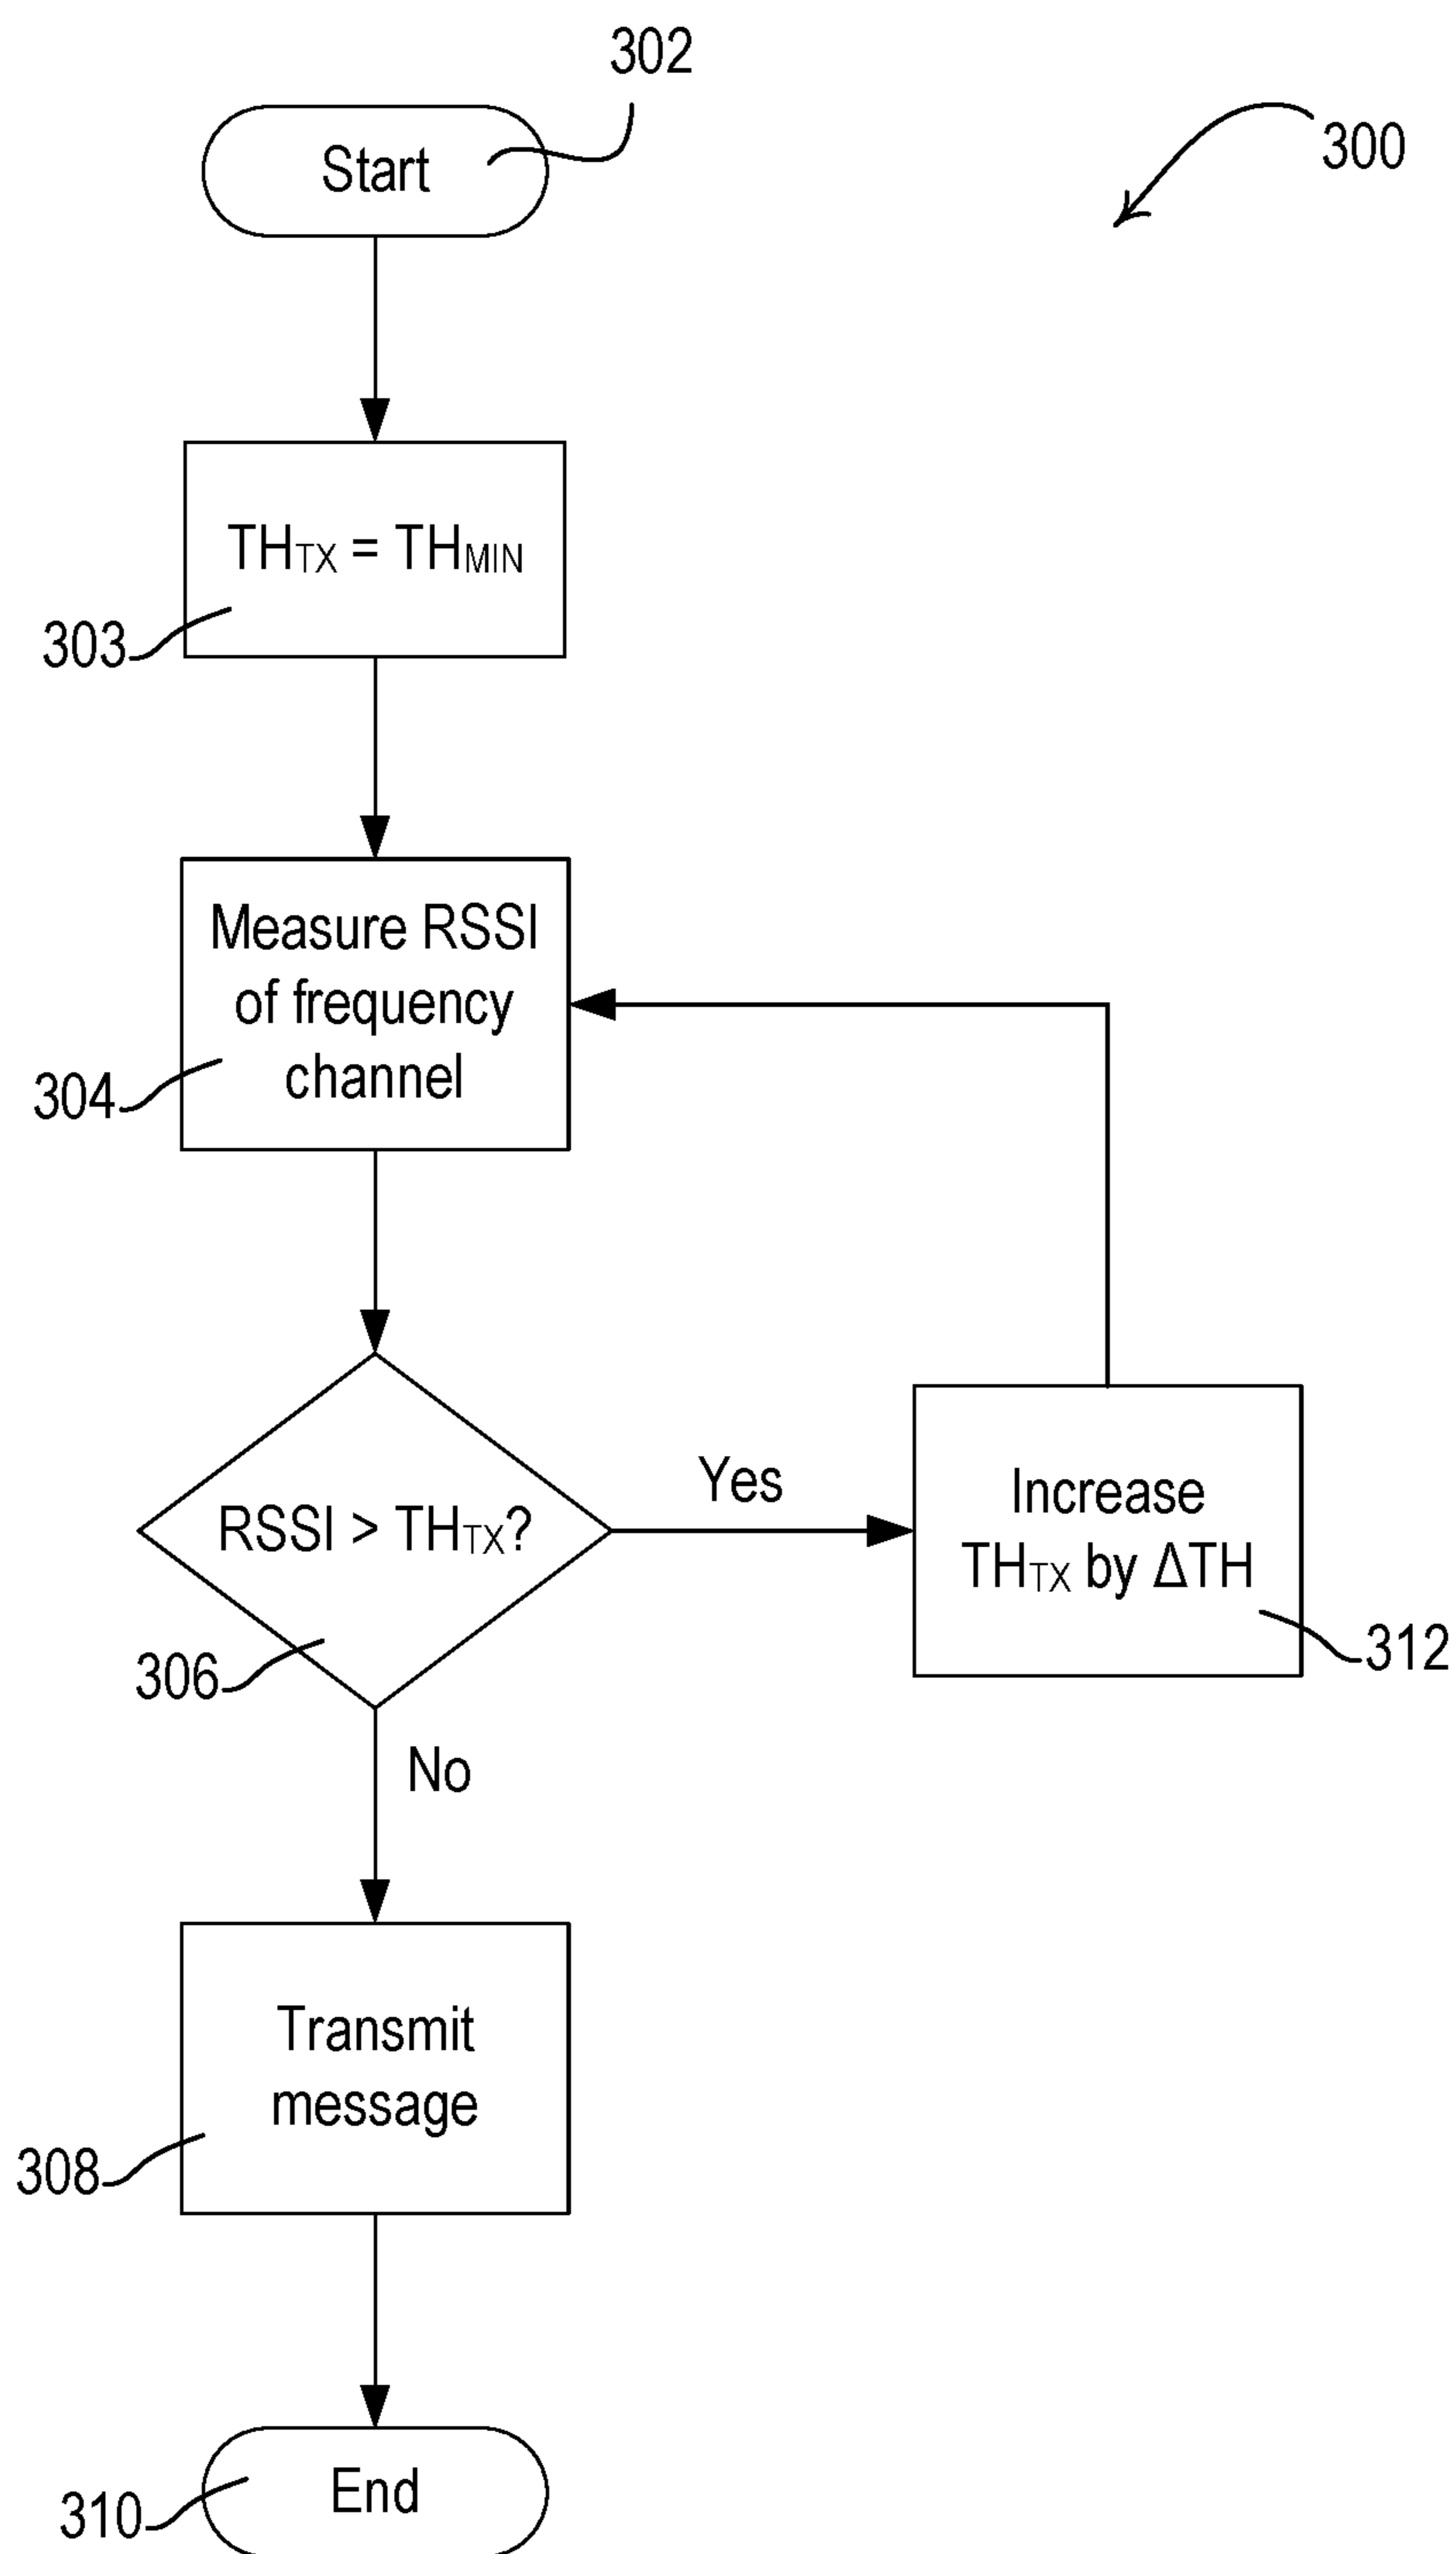 302
300
Start
THTX = THMIN
303
Measure RSSI
of frequency
channel
304
RSSI > THTX?
Yes
306
Increase
THTX by ΔTH
312
No
Transmit
message
308
End
310